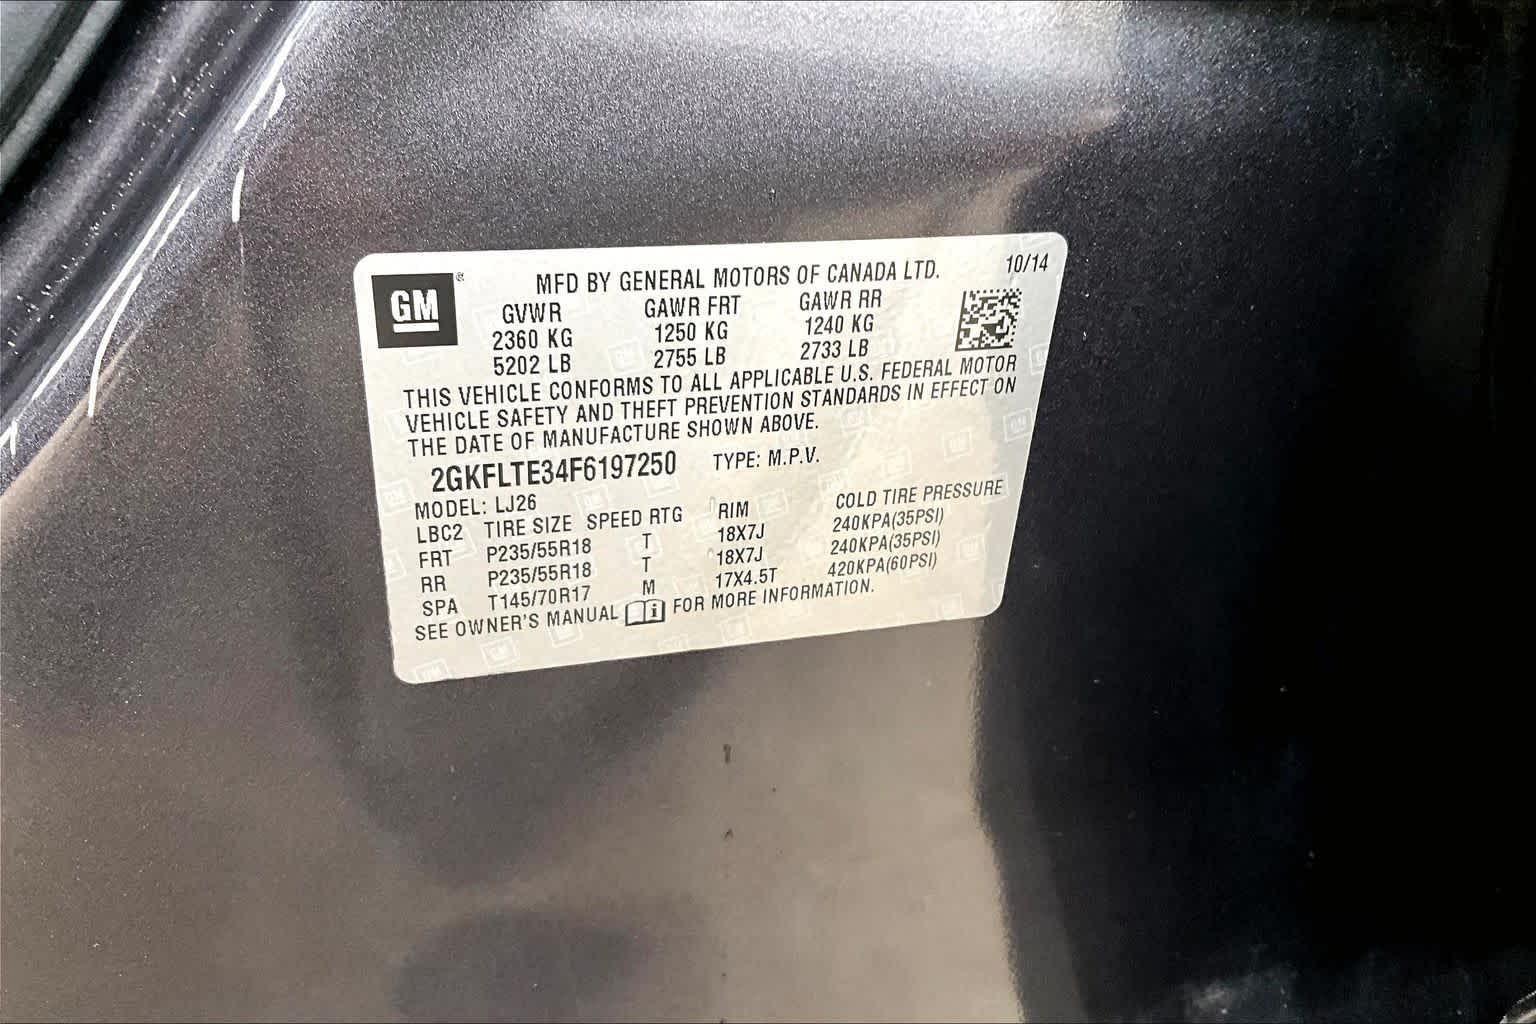 GM
®
MFD BY GENERAL MOTORS OF CANADA LTD.
10/14
GVWR GAWR FRT GAWR RR
2360 KG 1250 KG 1240 KG
5202 LB 2755 LB 2733 LB
THIS VEHICLE CONFORMS TO ALL APPLICABLE U.S. FEDERAL MOTOR
VEHICLE SAFETY AND THEFT PREVENTION STANDARDS IN EFFECT ON
THE DATE OF MANUFACTURE SHOWN ABOVE.
2GKFLTE34F6197250 TYPE: M.P.V.
MODEL: LJ26
LBC2 TIRE SIZE SPEED RTG RIM COLD TIRE PRESSURE
FRT P235/55R18 T 18X7J 240KPA(35PSI)
RR P235/55R18 T 18X7J 240KPA(35PSI)
SPA T145/70R17 M 17X4.5T 420KPA(60PSI)
SEE OWNER'S MANUAL i FOR MORE INFORMATION.